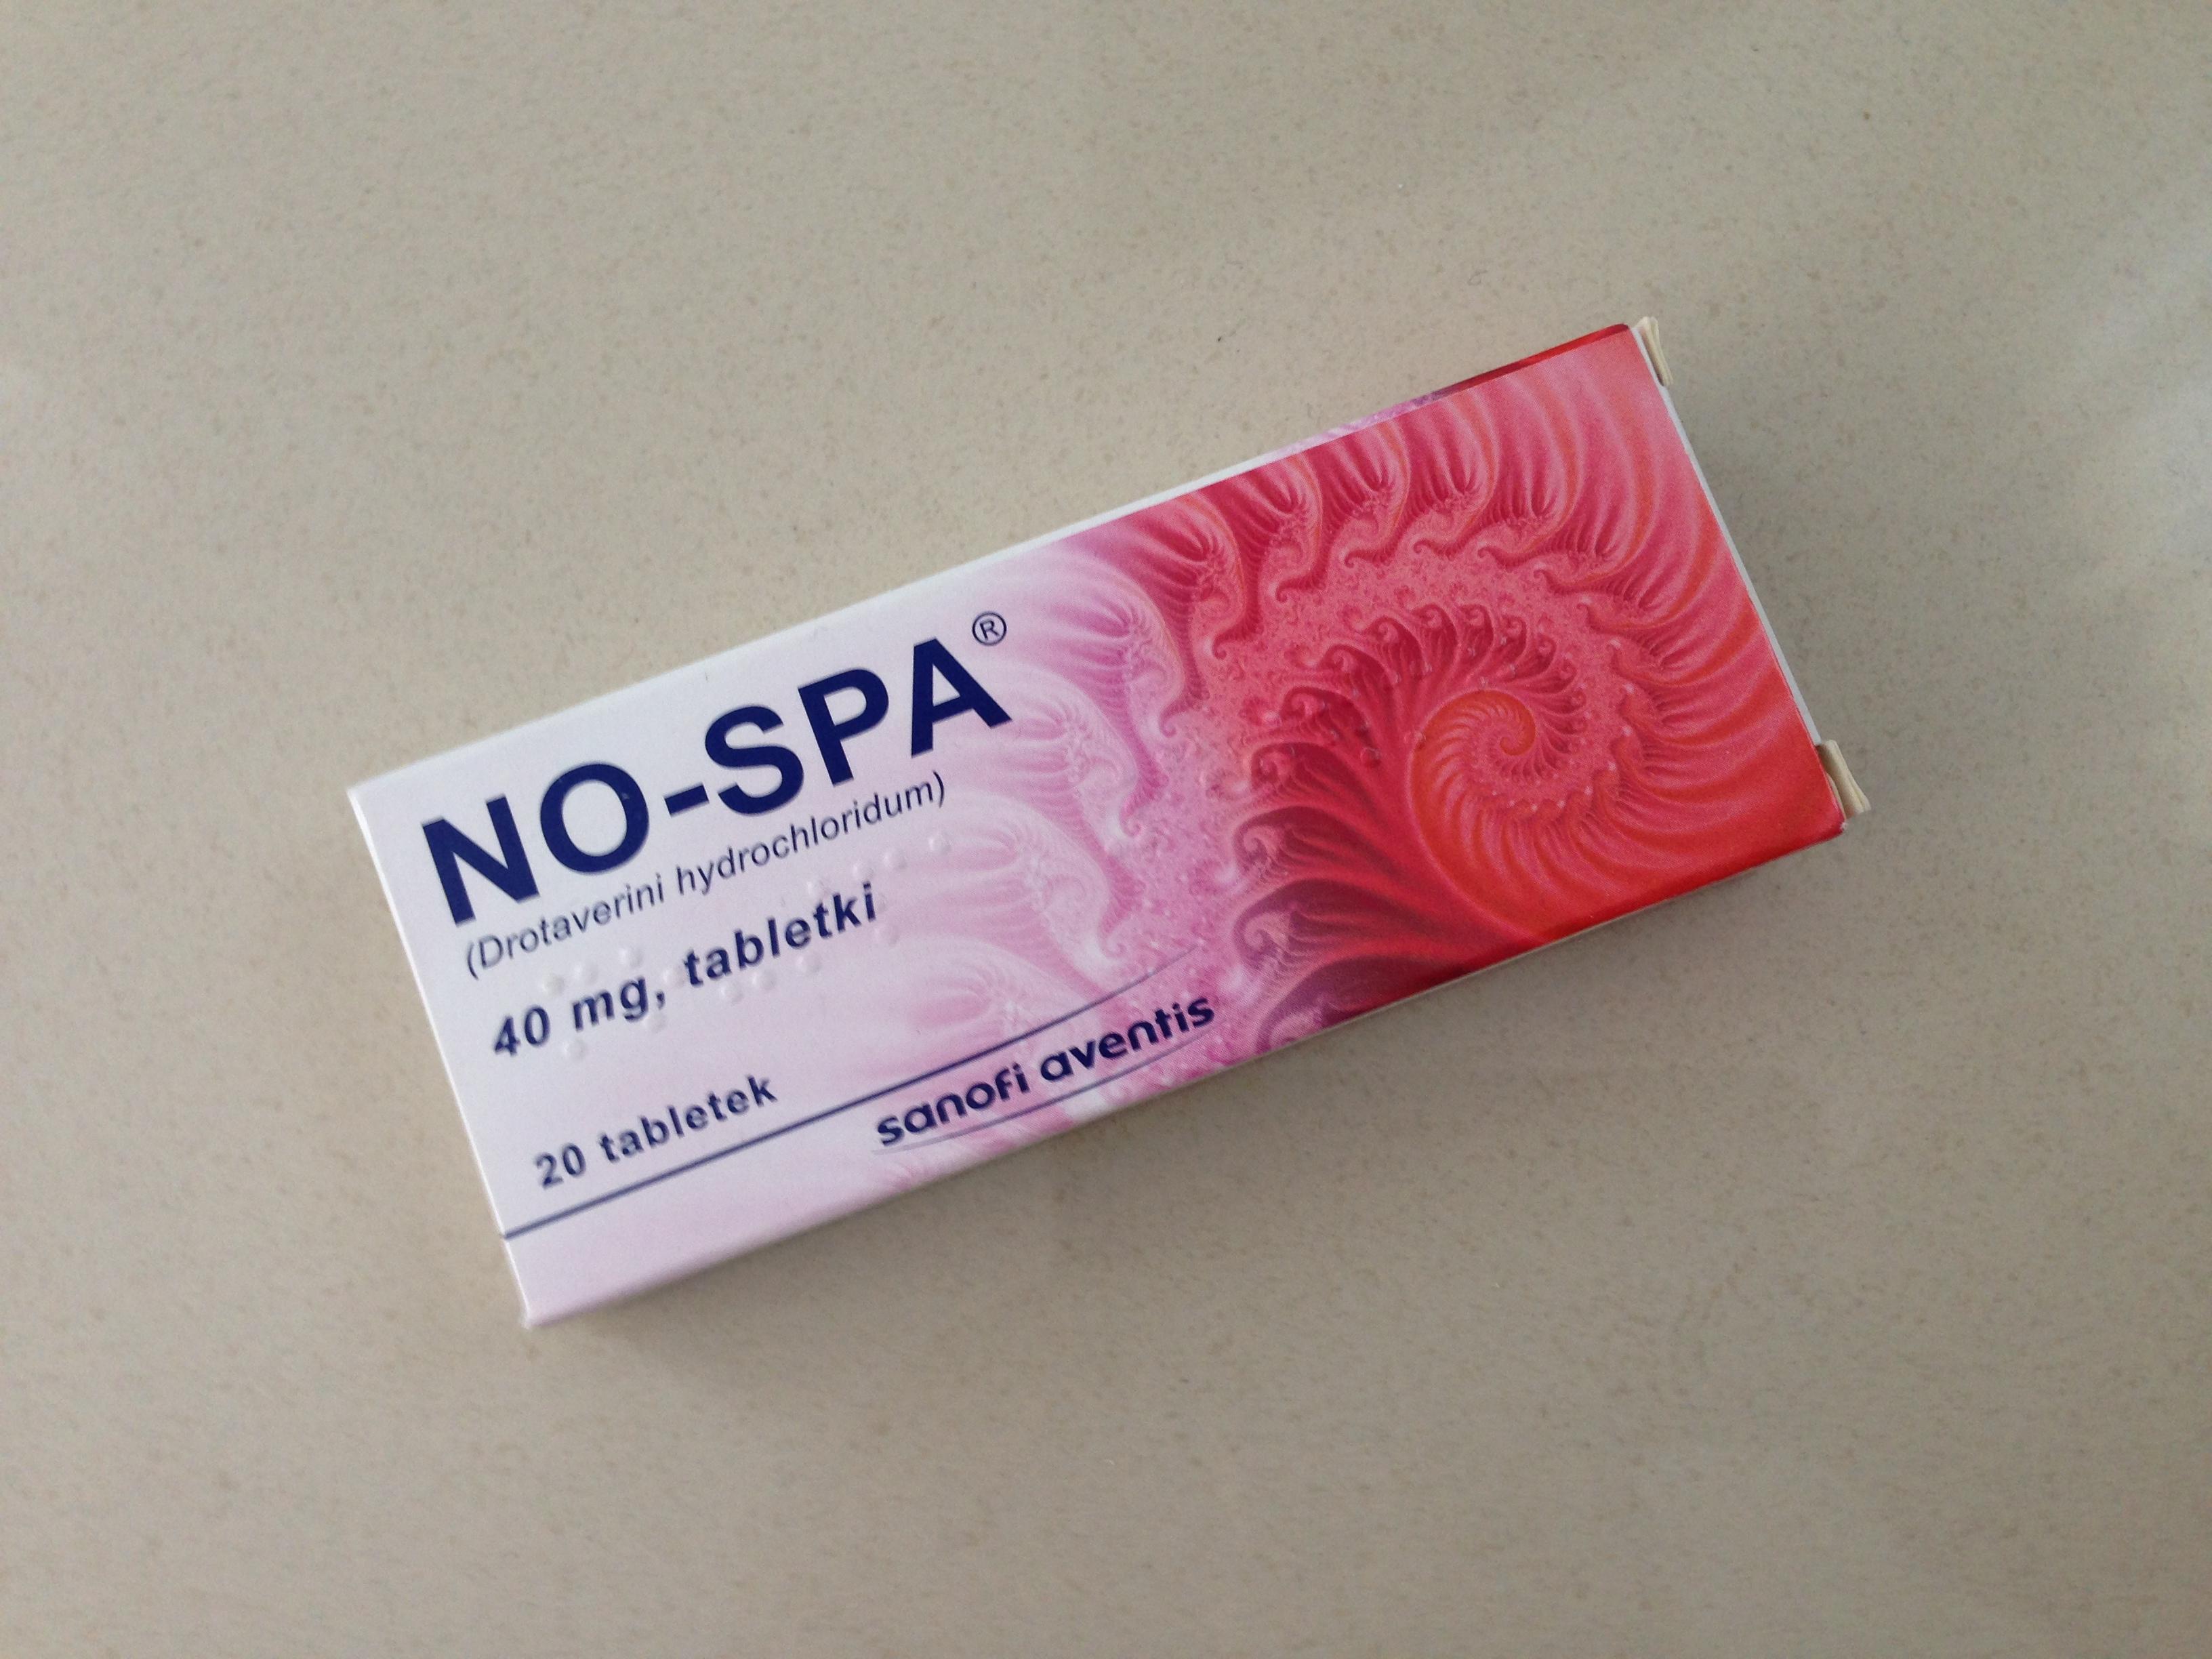 NO-SPA®
(Drotaverini hydrochloridum)
40 mg, tabletki
20 tabletek
sanofi aventis